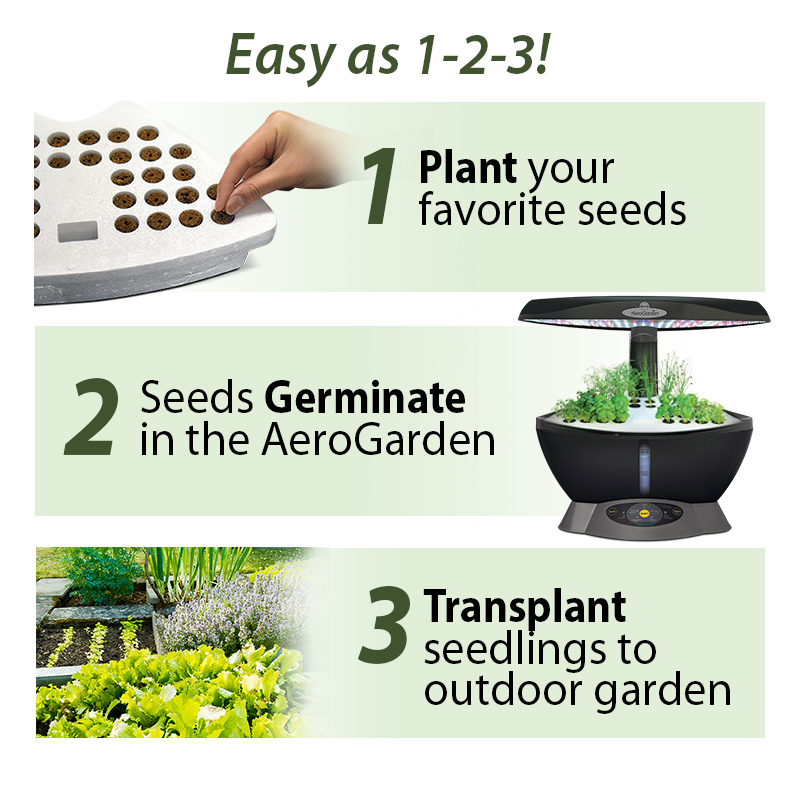 Easy as 1-2-3!
1 Plant your
favorite seeds
AeroGarden
2 Seeds Germinate
in the AeroGarden
3 Transplant
seedlings to
outdoor garden